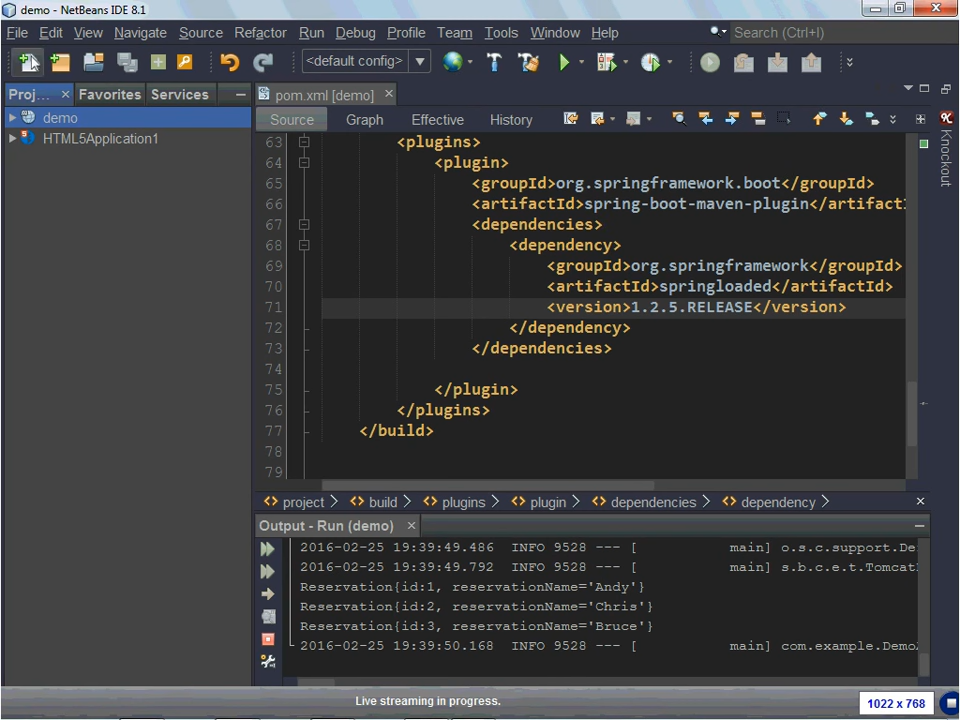 demo - NetBeans IDE 8.1
File Edit View Navigate Source Refactor Run Debug Profile Team Tools Window Help Search (Ctrl+I)
<default config>
Proj... × Favorites Services
pom.xml [demo] ×
demo
HTML5Application1
Source Graph Effective History
Knockout
63 <plugins>
64 <plugin>
65 <groupId>org.springframework.boot</groupId>
66 <artifactId>spring-boot-maven-plugin</artifactI
67 <dependencies>
68 <dependency>
69 <groupId>org.springframework</groupId>
70 <artifactId>springloaded</artifactId>
71 <version>1.2.5.RELEASE</version>
72 </dependency>
73 </dependencies>
74
75 </plugin>
76 </plugins>
77 </build>
78
79
project build plugins plugin dependencies dependency
Output - Run (demo) ×
2016-02-25 19:39:49.486 INFO 9528 --- [ main] o.s.c.support.De
2016-02-25 19:39:49.792 INFO 9528 --- [ main] s.b.c.e.t.Tomcat
Reservation{id:1, reservationName='Andy'}
Reservation{id:2, reservationName='Chris'}
Reservation{id:3, reservationName='Bruce'}
2016-02-25 19:39:50.168 INFO 9528 --- [ main] com.example.Demo
Live streaming in progress.
1022 x 768